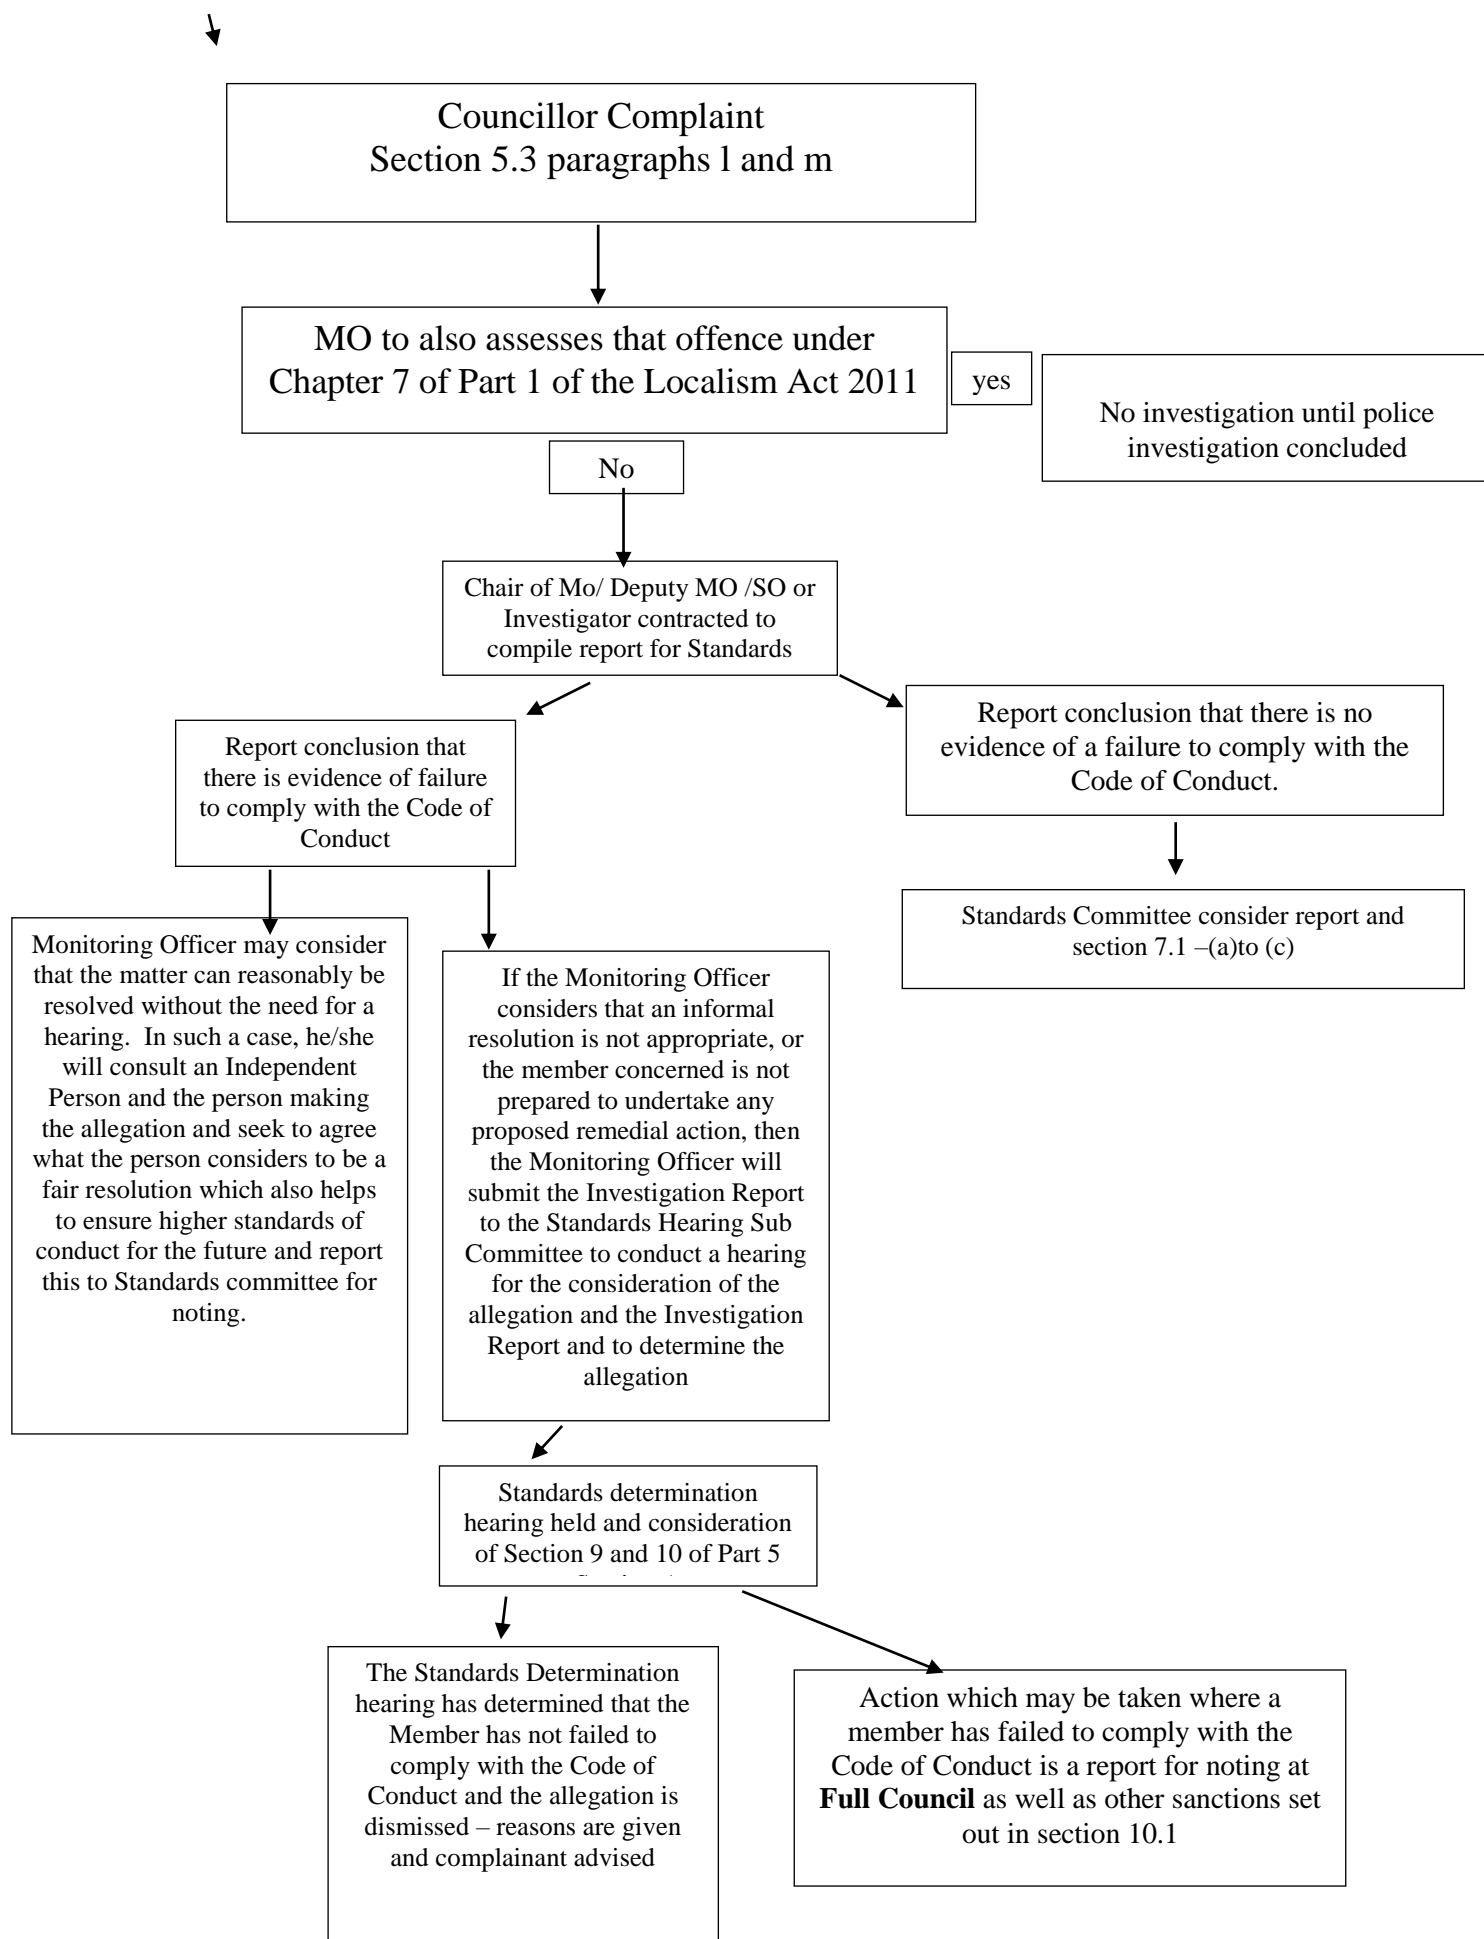 Councillor Complaint
Section 5.3 paragraphs l and m
MO to also assesses that offence under
Chapter 7 of Part 1 of the Localism Act 2011
yes
No investigation until police
investigation concluded
No
Chair of Mo/ Deputy MO /SO or
Investigator contracted to
compile report for Standards
Report conclusion that
there is evidence of failure
to comply with the Code of
Conduct
Report conclusion that there is no
evidence of a failure to comply with the
Code of Conduct.
Standards Committee consider report and
section 7.1 –(a)to (c)
Monitoring Officer may consider
that the matter can reasonably be
resolved without the need for a
hearing.  In such a case, he/she
will consult an Independent
Person and the person making
the allegation and seek to agree
what the person considers to be a
fair resolution which also helps
to ensure higher standards of
conduct for the future and report
this to Standards committee for
noting.
If the Monitoring Officer
considers that an informal
resolution is not appropriate, or
the member concerned is not
prepared to undertake any
proposed remedial action, then
the Monitoring Officer will
submit the Investigation Report
to the Standards Hearing Sub
Committee to conduct a hearing
for the consideration of the
allegation and the Investigation
Report and to determine the
allegation
Standards determination
hearing held and consideration
of Section 9 and 10 of Part 5
The Standards Determination
hearing has determined that the
Member has not failed to
comply with the Code of
Conduct and the allegation is
dismissed – reasons are given
and complainant advised
Action which may be taken where a
member has failed to comply with the
Code of Conduct is a report for noting at
Full Council as well as other sanctions set
out in section 10.1